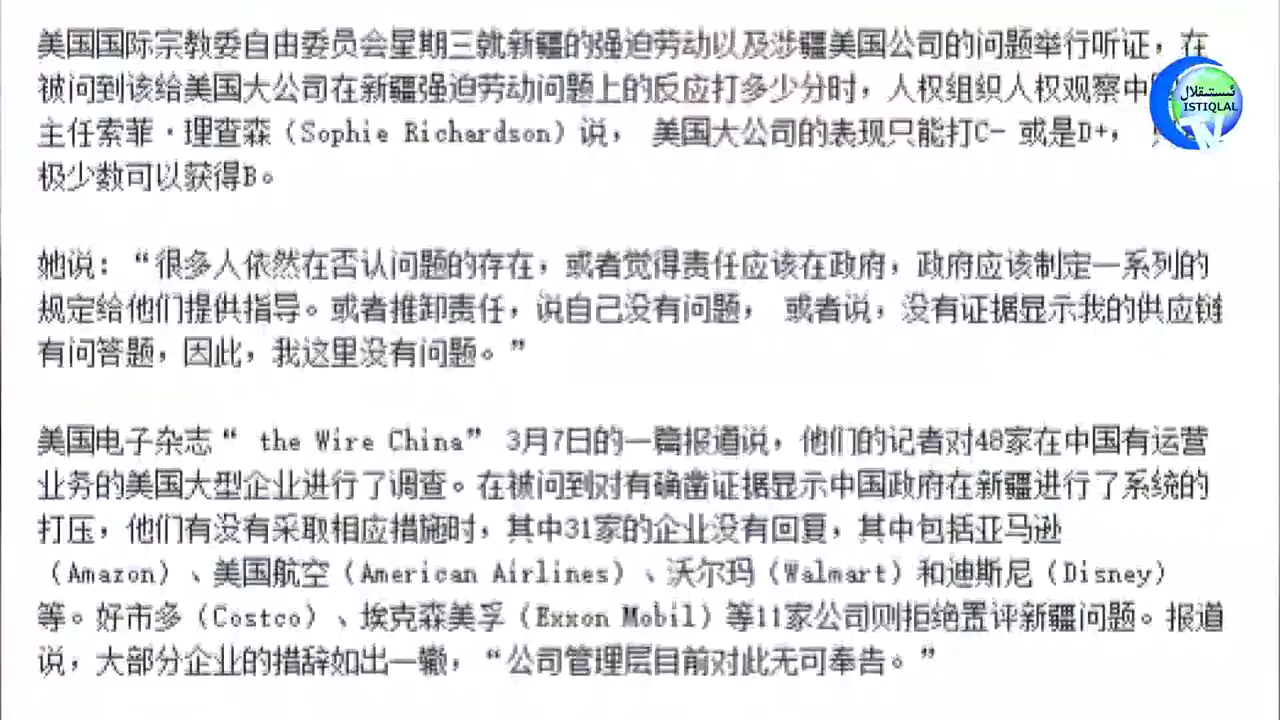 美国国际宗教委自由委员会星期三就新疆的强迫劳动以及涉疆美国公司的问题举行听证，在
被问到该给美国大公司在新疆强迫劳动问题上的反应打多少分时，人权组织人权观察中
主任索菲·理查森（Sophie Richardson）说， 美国大公司的表现只能打C- 或是D+，
极少数可以获得B。
她说：“很多人依然在否认问题的存在，或者觉得责任应该在政府，政府应该制定一系列的
规定给他们提供指导。或者推卸责任，说自己没有问题， 或者说，没有证据显示我的供应链
有问答题，因此，我这里没有问题。”
美国电子杂志“ the Wire China” 3月7日的一篇报道说，他们的记者对48家在中国有运营
业务的美国大型企业进行了调查。在被问到对有确凿证据显示中国政府在新疆进行了系统的
打压，他们有没有采取相应措施时，其中31家的企业没有回复，其中包括亚马逊
（Amazon）、美国航空（American Airlines）、沃尔玛（Walmart）和迪斯尼（Disney）
等。好市多（Costco）、埃克森美孚（Exxon Mobil）等11家公司则拒绝置评新疆问题。报道
说，大部分企业的措辞如出一辙，“公司管理层目前对此无可奉告。”
ئىستىقلال
ISTIQLAL
TV